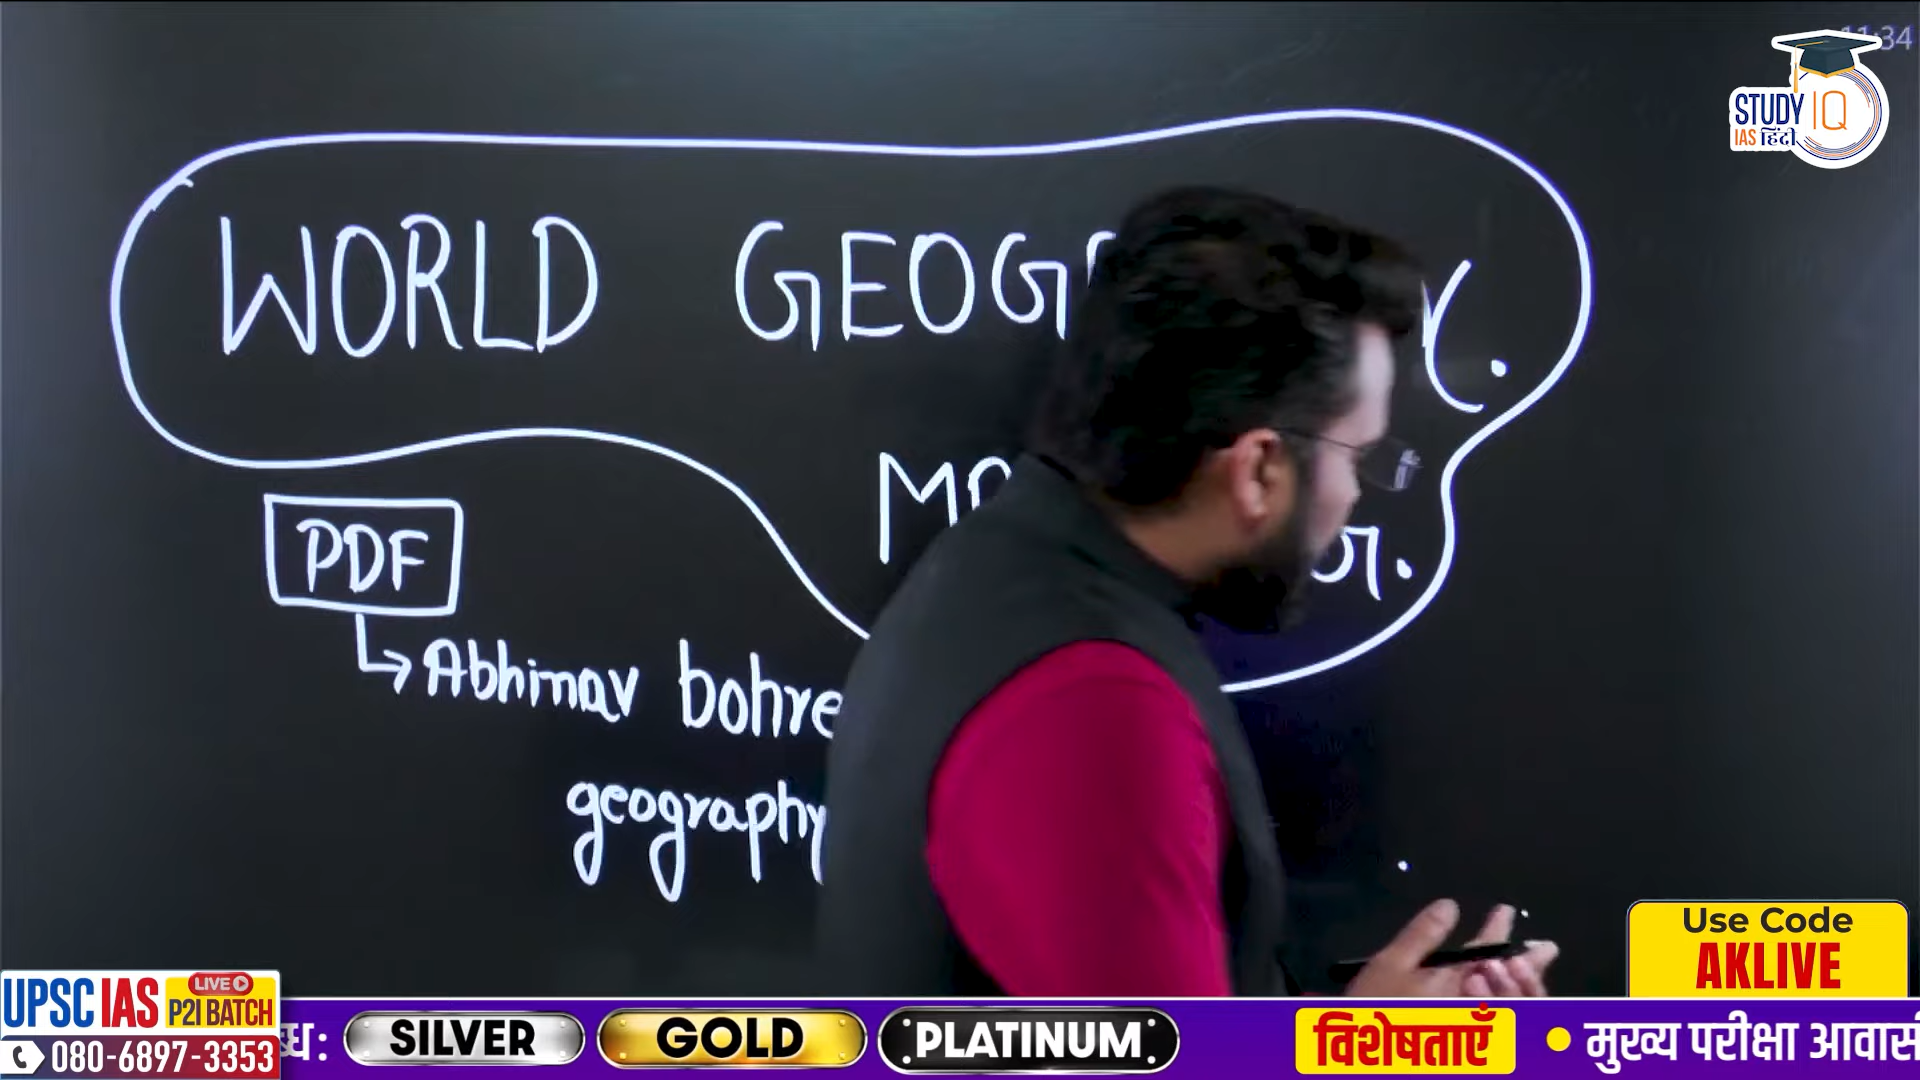 11:34
STUDY IQ
IAS हिंदी
WORLD GEOG
PDF
Abhinav bohre
geography
Use Code
AKLIVE
UPSC IAS LIVE P2I BATCH
080-6897-3353
SILVER GOLD PLATINUM विशेषताएँ • मुख्य परीक्षा